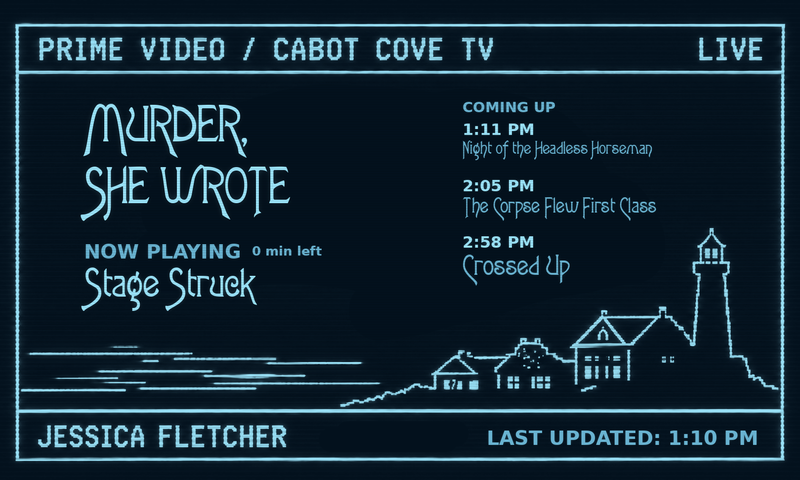 PRIME VIDEO / CABOT COVE TV
LIVE
MURDER,
SHE WROTE
NOW PLAYING 0 min left
Stage Struck
COMING UP
1:11 PM
Night of the Headless Horseman
2:05 PM
The Corpse Flew First Class
2:58 PM
Crossed Up
JESSICA FLETCHER
LAST UPDATED: 1:10 PM